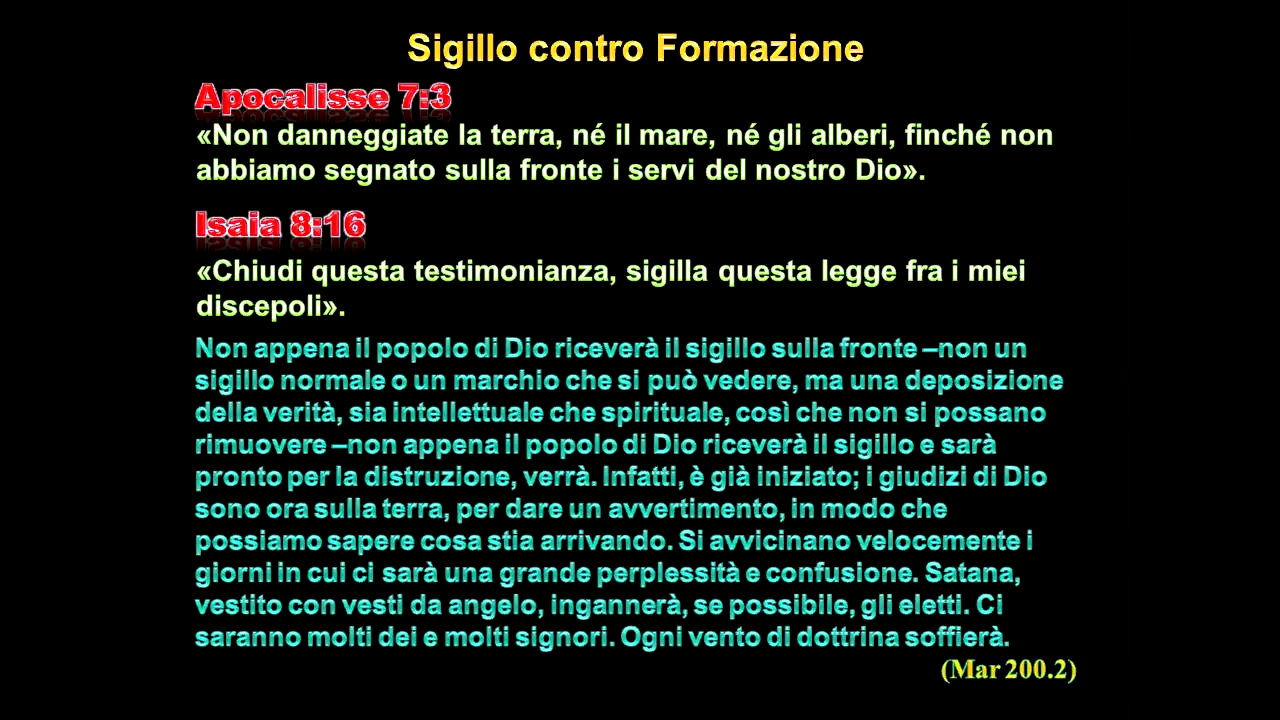 Sigillo contro Formazione
Apocalisse 7:3
«Non danneggiate la terra, né il mare, né gli alberi, finché non
abbiamo segnato sulla fronte i servi del nostro Dio».
Isaia 8:16
«Chiudi questa testimonianza, sigilla questa legge fra i miei
discepoli».
Non appena il popolo di Dio riceverà il sigillo sulla fronte –non un
sigillo normale o un marchio che si può vedere, ma una deposizione
della verità, sia intellettuale che spirituale, così che non si possano
rimuovere –non appena il popolo di Dio riceverà il sigillo e sarà
pronto per la distruzione, verrà. Infatti, è già iniziato; i giudizi di Dio
sono ora sulla terra, per dare un avvertimento, in modo che
possiamo sapere cosa stia arrivando. Si avvicinano velocemente i
giorni in cui ci sarà una grande perplessità e confusione. Satana,
vestito con vesti da angelo, ingannerà, se possibile, gli eletti. Ci
saranno molti dei e molti signori. Ogni vento di dottrina soffierà.
(Mar 200.2)